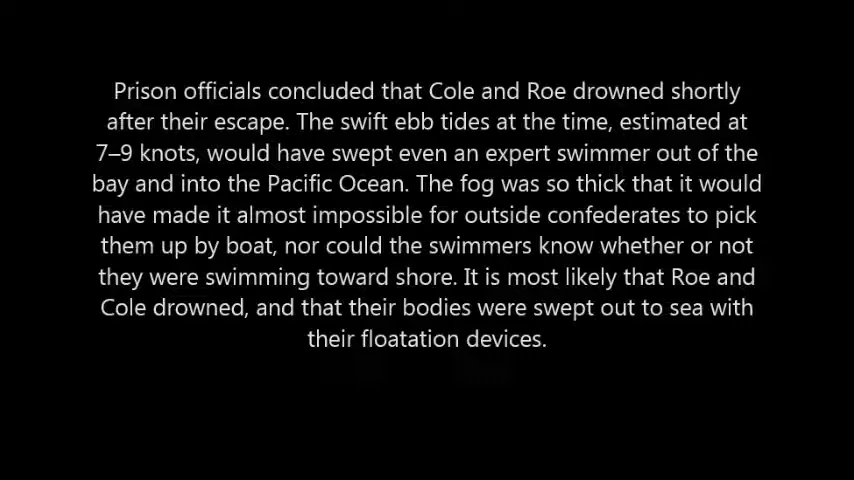 Prison officials concluded that Cole and Roe drowned shortly
after their escape. The swift ebb tides at the time, estimated at
7–9 knots, would have swept even an expert swimmer out of the
bay and into the Pacific Ocean. The fog was so thick that it would
have made it almost impossible for outside confederates to pick
them up by boat, nor could the swimmers know whether or not
they were swimming toward shore. It is most likely that Roe and
Cole drowned, and that their bodies were swept out to sea with
their floatation devices.